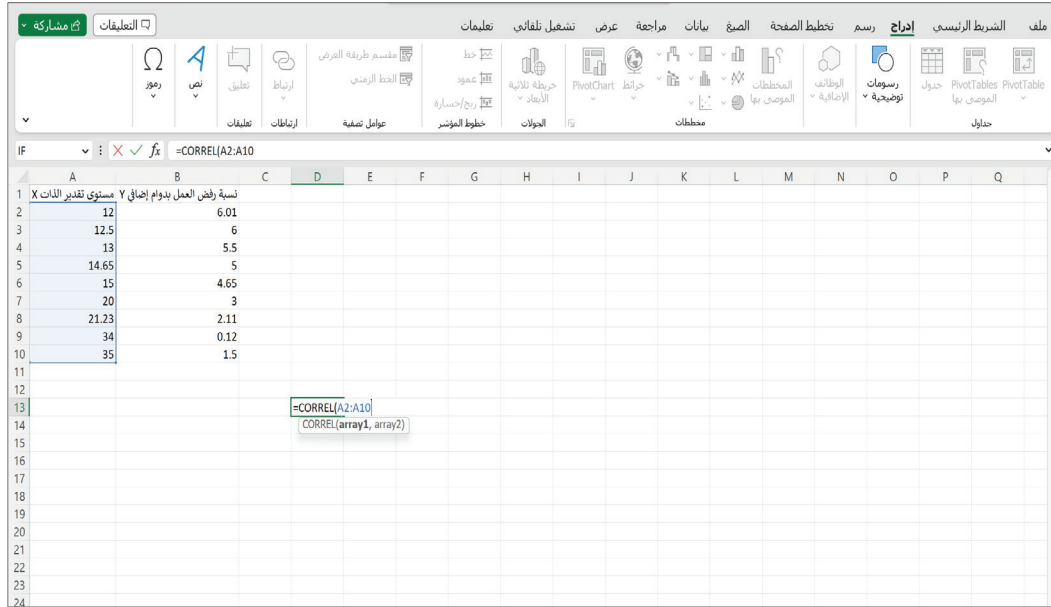 ملف الشريط الرئيسي إدراج رسم تخطيط الصفحة الصيغ بيانات مراجعة عرض تشغيل تلقائي تعليمات التعليقات مشاركة
PivotTable PivotTables الموصى بها جدول
جداول
رسومات توضيحية
الوظائف الإضافية
المخططات الموصى بها
خرائط PivotChart
مخططات
خريطة ثلاثية الأبعاد
الجولات
خط
عمود
ربح/خسارة
خطوط المؤشر
مقسم طريقة العرض
الخط الزمني
عوامل تصفية
ارتباط
ارتباطات
تعليق
تعليقات
نص
رموز
IF fx =CORREL(A2:A10
A B C D E F G H I J K L M N O P Q
1 مستوى تقدير الذات X نسبة رفض العمل بدوام إضافي Y
2 12 6.01
3 12.5 6
4 13 5.5
5 14.65 5
6 15 4.65
7 20 3
8 21.23 2.11
9 34 0.12
10 35 1.5
11
12
13 =CORREL(A2:A10
14 CORREL(array1, array2)
15
16
17
18
19
20
21
22
23
24